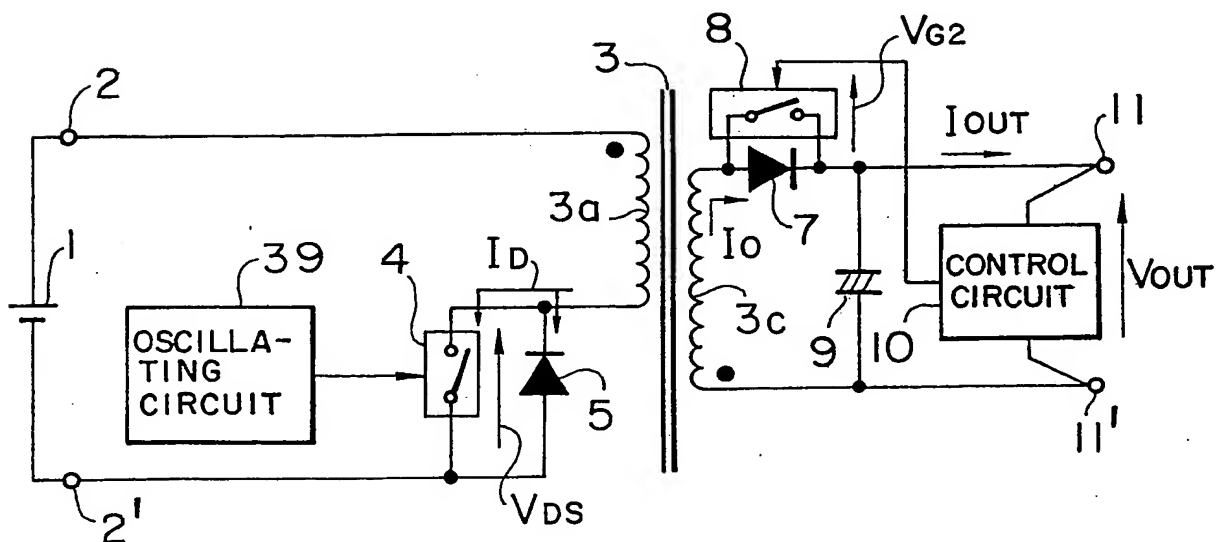 8
VG2
2
3
IOUT
11
3a
1
39
4
ID
7
IO
CONTROL
CIRCUIT
VOUT
OSCILLA-
TING
CIRCUIT
5
3c
9
10
2'
VDS
11'